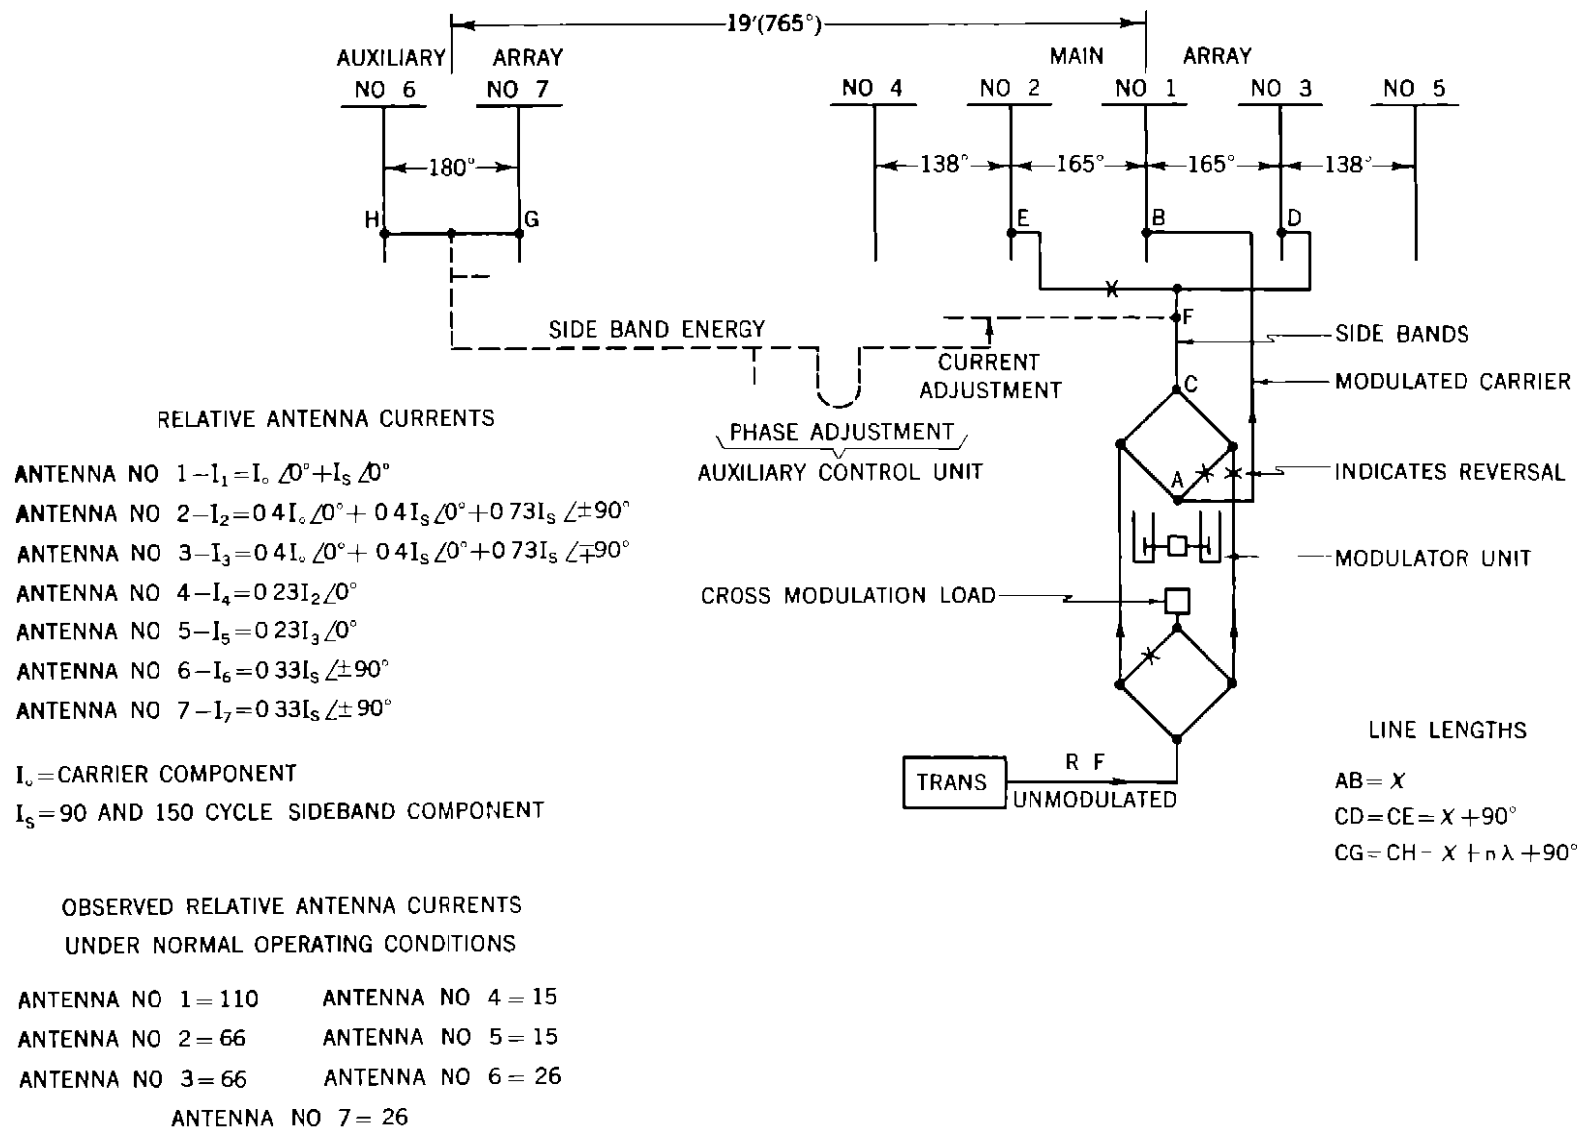 19'(765°)
AUXILIARY ARRAY MAIN ARRAY
NO 6 NO 7 NO 4 NO 2 NO 1 NO 3 NO 5
180° 138° 165° 165° 138°
H G E B D
SIDE BAND ENERGY
F
CURRENT
ADJUSTMENT
SIDE BANDS
C
MODULATED CARRIER
PHASE ADJUSTMENT
AUXILIARY CONTROL UNIT
A
INDICATES REVERSAL
MODULATOR UNIT
CROSS MODULATION LOAD
TRANS
R F
UNMODULATED
LINE LENGTHS
AB=X
CD=CE=X+90°
CG=CH-X+nλ+90°
RELATIVE ANTENNA CURRENTS
ANTENNA NO 1-I₁=I₀∠0°+Iₛ∠0°
ANTENNA NO 2-I₂=0 4I₀∠0°+ 0 4Iₛ∠0°+0 73Iₛ∠±90°
ANTENNA NO 3-I₃=0 4I₀∠0°+ 0 4Iₛ∠0°+0 73Iₛ∠∓90°
ANTENNA NO 4-I₄=0 23I₂∠0°
ANTENNA NO 5-I₅=0 23I₃∠0°
ANTENNA NO 6-I₆=0 33Iₛ∠±90°
ANTENNA NO 7-I₇=0 33Iₛ∠±90°
I₀=CARRIER COMPONENT
Iₛ=90 AND 150 CYCLE SIDEBAND COMPONENT
OBSERVED RELATIVE ANTENNA CURRENTS
UNDER NORMAL OPERATING CONDITIONS
ANTENNA NO 1=110 ANTENNA NO 4=15
ANTENNA NO 2=66 ANTENNA NO 5=15
ANTENNA NO 3=66 ANTENNA NO 6=26
ANTENNA NO 7=26